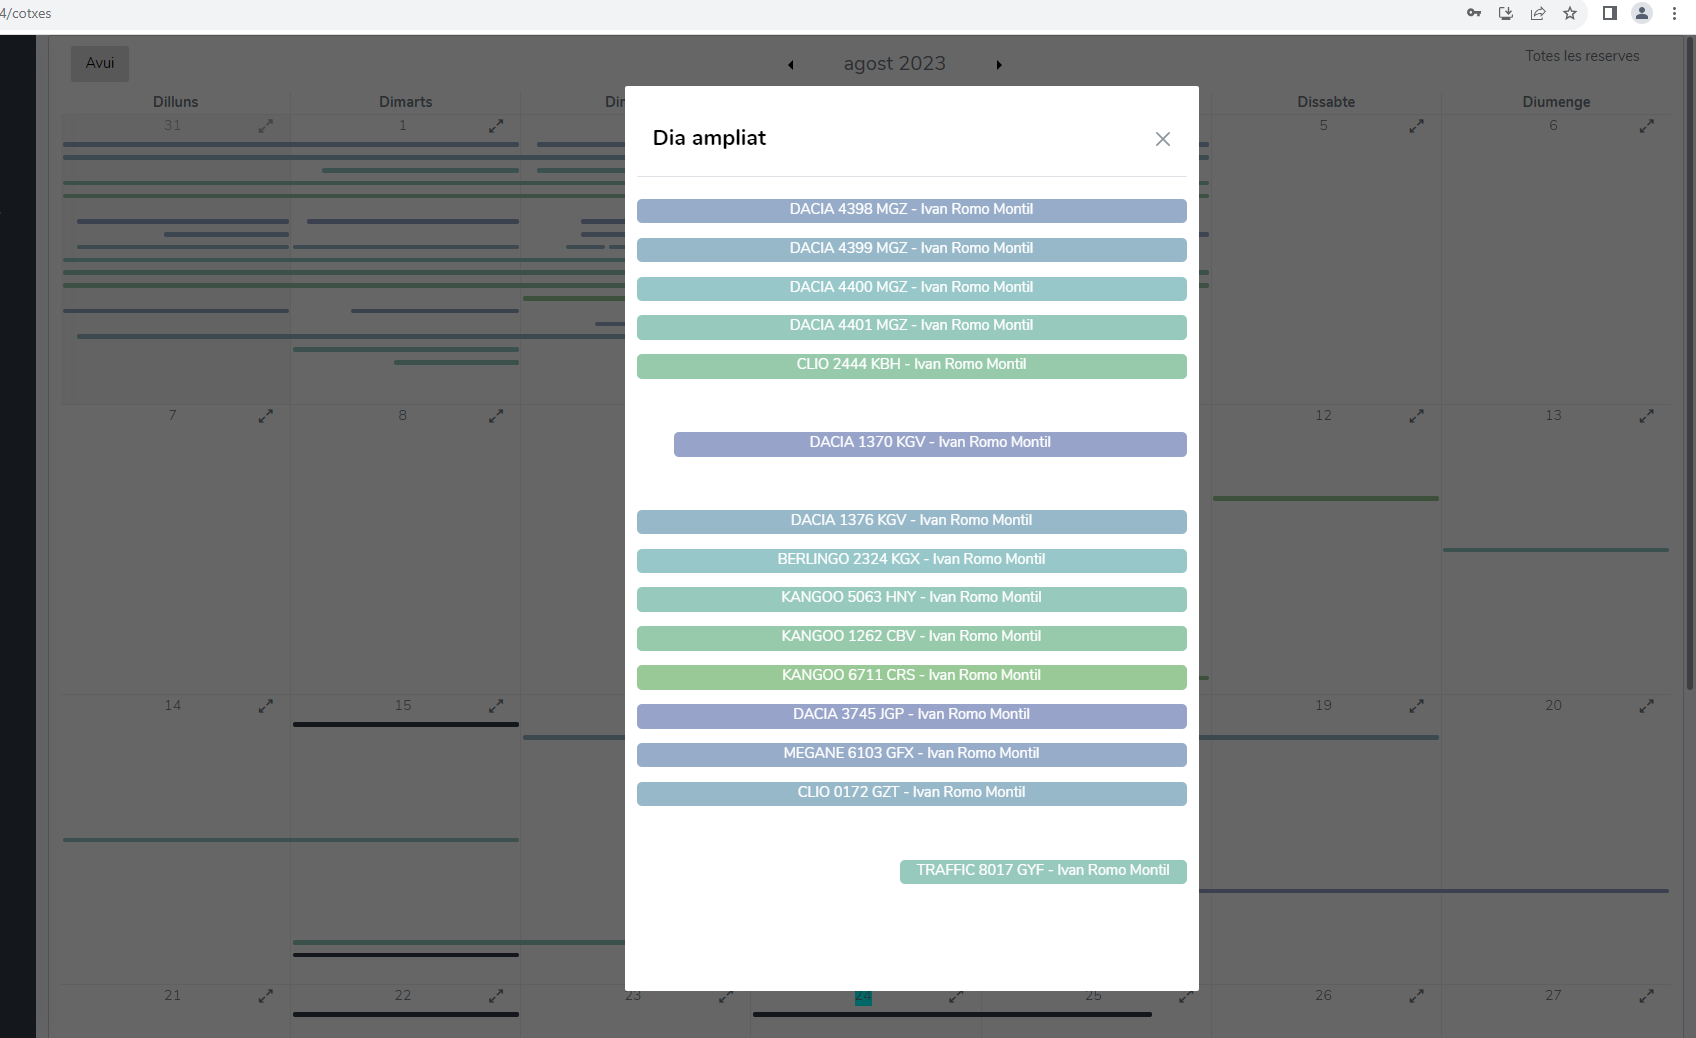 4/cotxes
Avui
agost 2023
Totes les reserves
Dilluns
Dimarts
Dissabte
Diumenge
31
1
5
6
Dia ampliat
DACIA 4398 MGZ - Ivan Romo Montil
DACIA 4399 MGZ - Ivan Romo Montil
DACIA 4400 MGZ - Ivan Romo Montil
DACIA 4401 MGZ - Ivan Romo Montil
CLIO 2444 KBH - Ivan Romo Montil
7
8
12
13
DACIA 1370 KGV - Ivan Romo Montil
DACIA 1376 KGV - Ivan Romo Montil
BERLINGO 2324 KGX - Ivan Romo Montil
KANGOO 5063 HNY - Ivan Romo Montil
KANGOO 1262 CBV - Ivan Romo Montil
KANGOO 6711 CRS - Ivan Romo Montil
14
15
19
20
DACIA 3745 JGP - Ivan Romo Montil
MEGANE 6103 GFX - Ivan Romo Montil
CLIO 0172 GZT - Ivan Romo Montil
TRAFFIC 8017 GYF - Ivan Romo Montil
21
22
23
24
25
26
27